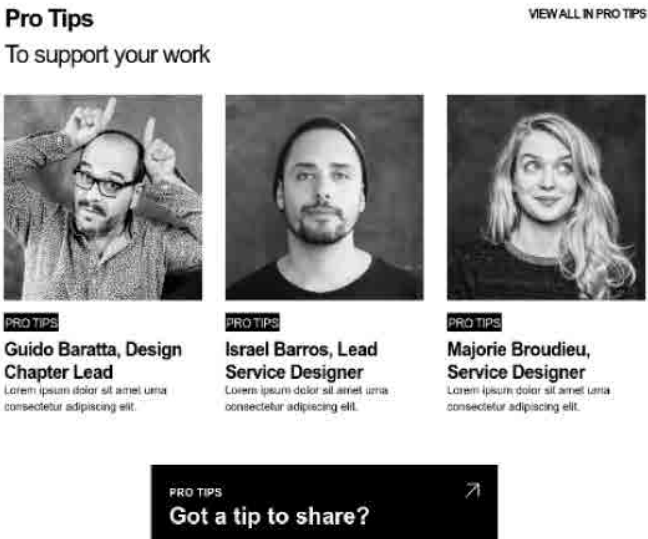 Pro Tips
VIEW ALL IN PRO TIPS
To support your work
PRO TIPS
Guido Baratta, Design
Chapter Lead
Lorem ipsum dolor sit amet urna
consectetur adipiscing elit.
PRO TIPS
Israel Barros, Lead
Service Designer
Lorem ipsum dolor sit amet urna
consectetur adipiscing elit.
PRO TIPS
Majorie Broudieu,
Service Designer
Lorem ipsum dolor sit amet urna
consectetur adipiscing elit.
PRO TIPS
Got a tip to share?